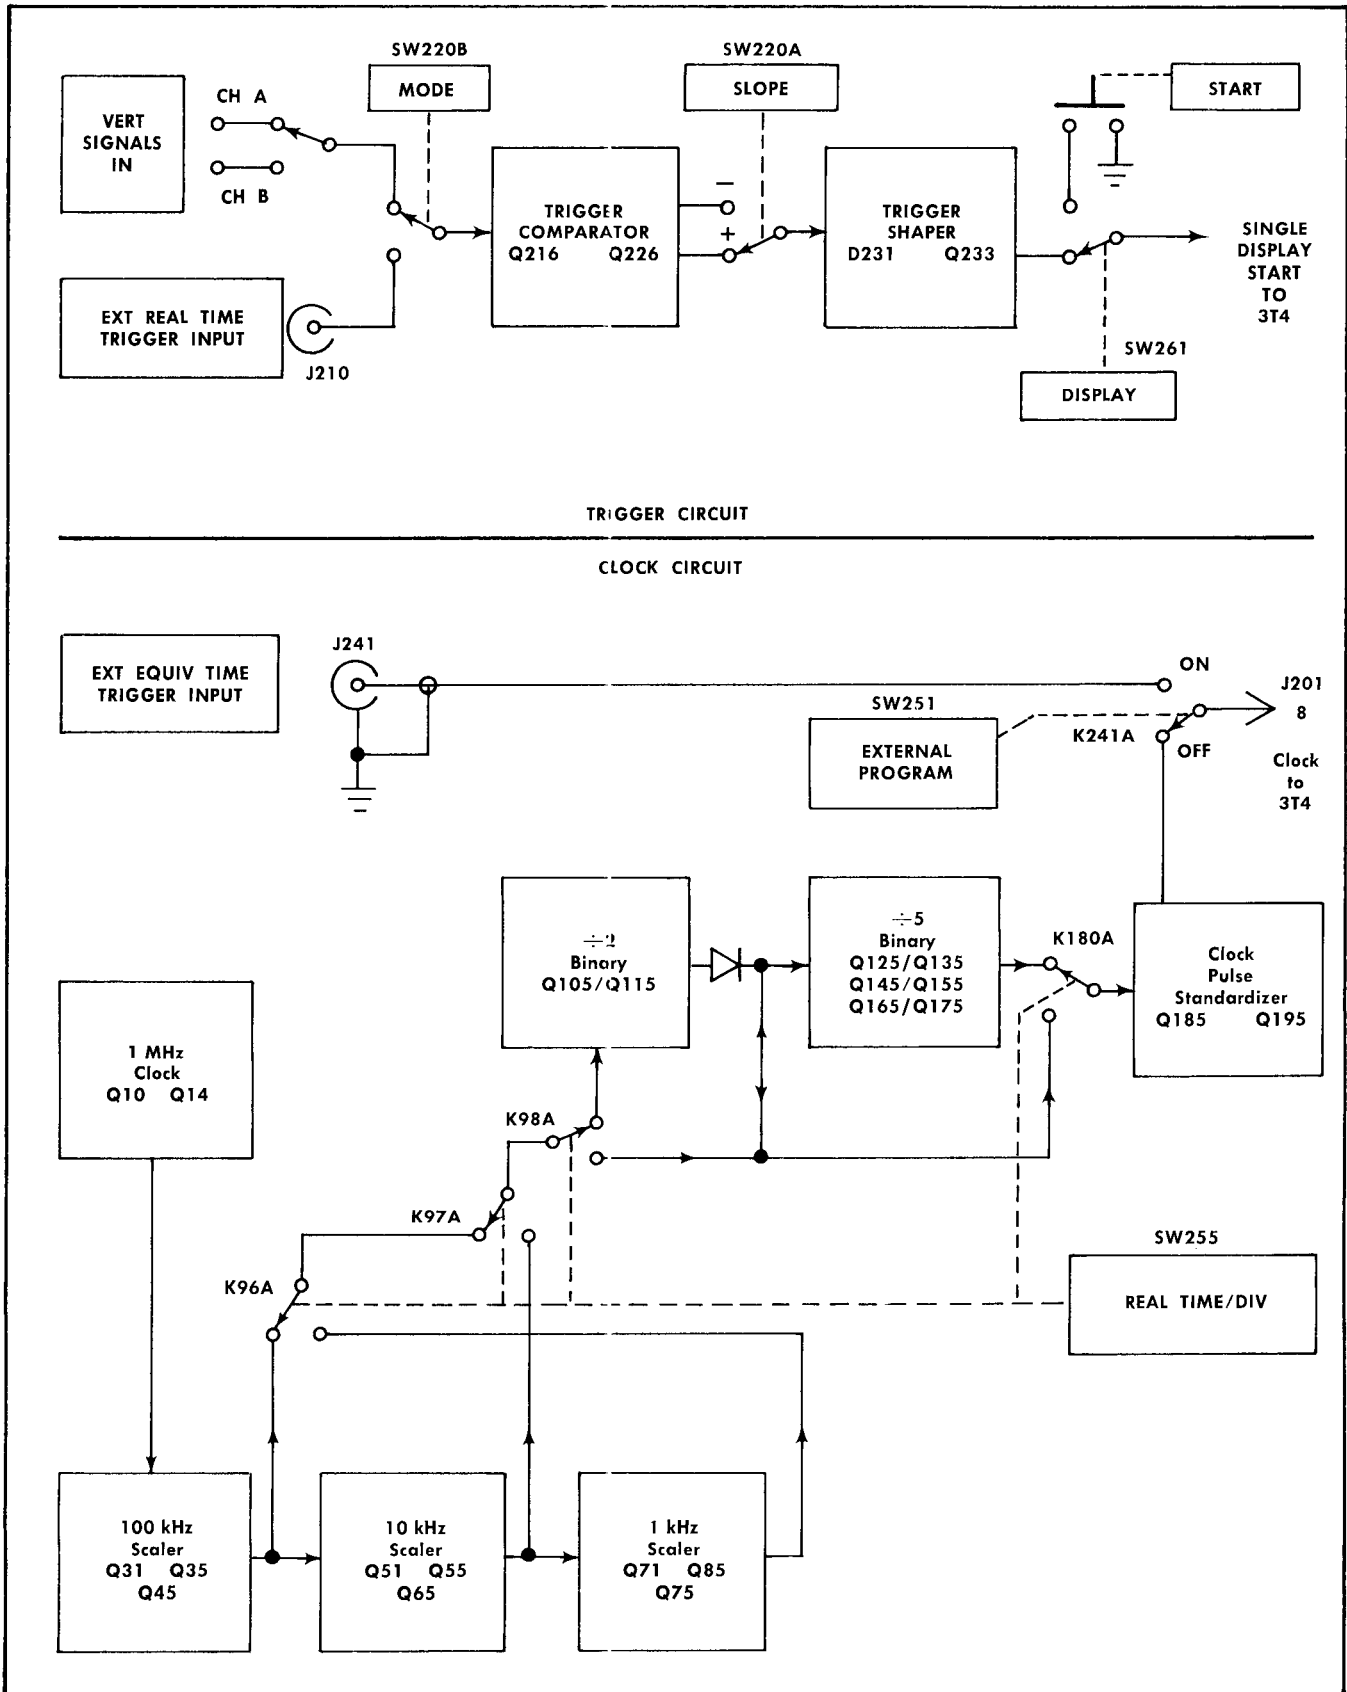 SW220B
MODE
SW220A
SLOPE
START
VERT
SIGNALS
IN
CH A
CH B
TRIGGER
COMPARATOR
Q216 Q226
−
+
TRIGGER
SHAPER
D231 Q233
SINGLE
DISPLAY
START
TO
3T4
EXT REAL TIME
TRIGGER INPUT
J210
SW261
DISPLAY
TRIGGER CIRCUIT
CLOCK CIRCUIT
EXT EQUIV TIME
TRIGGER INPUT
J241
SW251
EXTERNAL
PROGRAM
ON
K241A
OFF
J201
8
Clock
to
3T4
÷2
Binary
Q105/Q115
÷5
Binary
Q125/Q135
Q145/Q155
Q165/Q175
K180A
Clock
Pulse
Standardizer
Q185 Q195
1 MHz
Clock
Q10 Q14
K98A
K97A
K96A
SW255
REAL TIME/DIV
100 kHz
Scaler
Q31 Q35
Q45
10 kHz
Scaler
Q51 Q55
Q65
1 kHz
Scaler
Q71 Q85
Q75